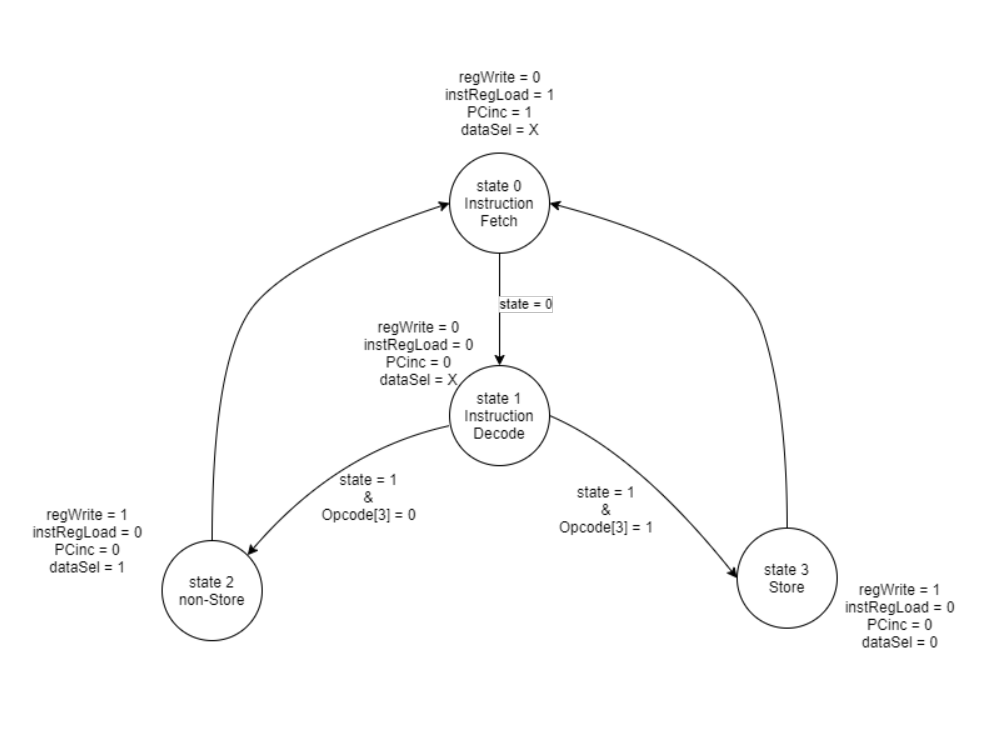 regWrite = 0
instRegLoad = 1
PCinc = 1
dataSel = X
state 0
Instruction
Fetch
state = 0
regWrite = 0
instRegLoad = 0
PCinc = 0
dataSel = X
state 1
Instruction
Decode
state = 1
&
Opcode[3] = 0
state = 1
&
Opcode[3] = 1
regWrite = 1
instRegLoad = 0
PCinc = 0
dataSel = 1
state 2
non-Store
state 3
Store
regWrite = 1
instRegLoad = 0
PCinc = 0
dataSel = 0